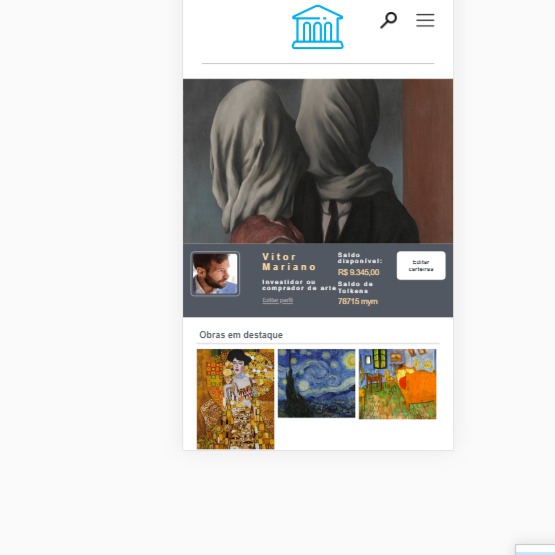 Vitor
Mariano
Investidor ou
comprador de arte
Editar perfil
Saldo
disponível:
R$ 9.345,00
Saldo de
Tolkens
78715 mym
Editar
carteiras
Obras em destaque